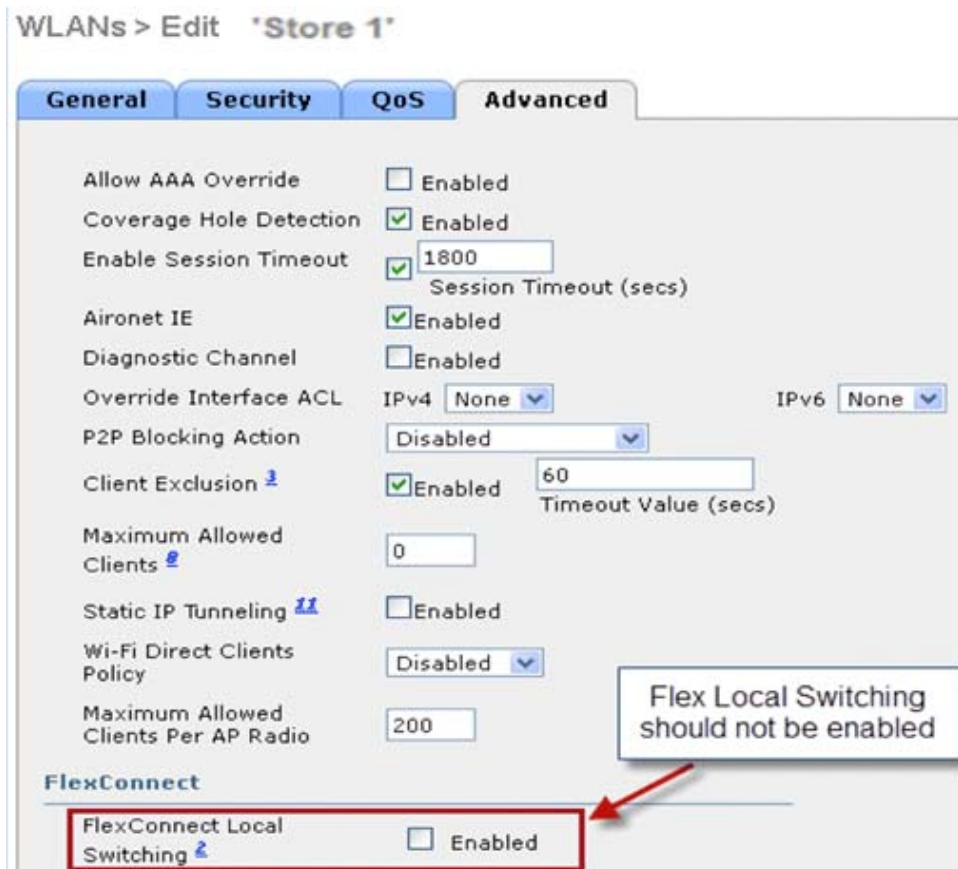 WLANs > Edit 'Store 1'
General Security QoS Advanced
Allow AAA Override Enabled
Coverage Hole Detection Enabled
Enable Session Timeout 1800
Session Timeout (secs)
Aironet IE Enabled
Diagnostic Channel Enabled
Override Interface ACL IPv4 None IPv6 None
P2P Blocking Action Disabled
Client Exclusion 3 Enabled 60
Timeout Value (secs)
Maximum Allowed
Clients 8 0
Static IP Tunneling 11 Enabled
Wi-Fi Direct Clients
Policy Disabled
Maximum Allowed
Clients Per AP Radio 200
Flex Local Switching
should not be enabled
FlexConnect
FlexConnect Local
Switching 2 Enabled